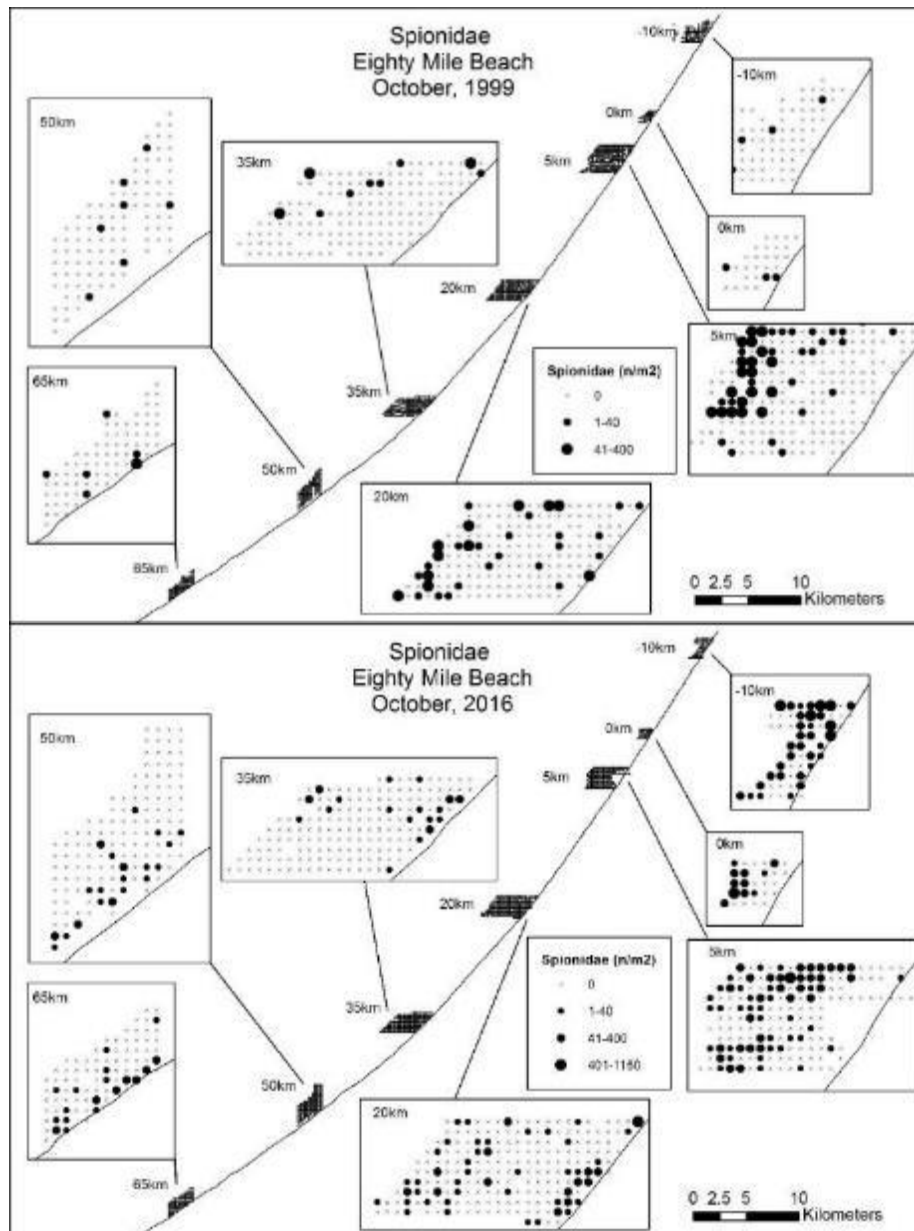 Spionidae
Eighty Mile Beach
October, 1999
-10km
-10km
50km
0km
35km
5km
0km
20km
5km
Spionidae (n/m2)
0
1-40
41-400
65km
35km
50km
20km
65km
0 2.5 5 10
Kilometers
Spionidae
Eighty Mile Beach
October, 2016
-10km
-10km
50km
0km
35km
5km
0km
20km
5km
Spionidae (n/m2)
0
1-40
41-400
401-1160
65km
35km
50km
20km
65km
0 2.5 5 10
Kilometers